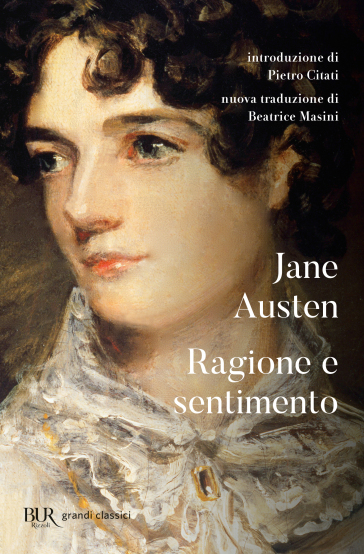 introduzione di
Pietro Citati
nuova traduzione di
Beatrice Masini
Jane
Austen
Ragione e
sentimento
BUR
Rizzoli
grandi classici